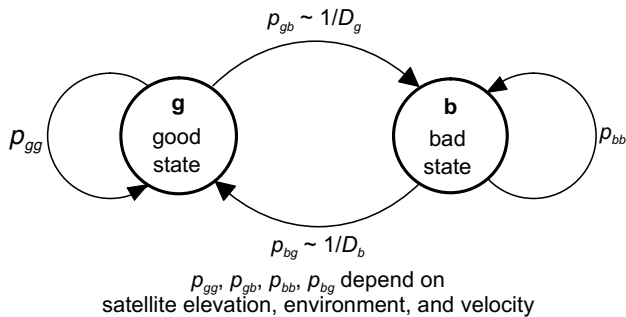 p_gb ~ 1/D_g
g
good
state
b
bad
state
p_gg
p_bb
p_bg ~ 1/D_b
p_gg, p_gb, p_bb, p_bg depend on
satellite elevation, environment, and velocity